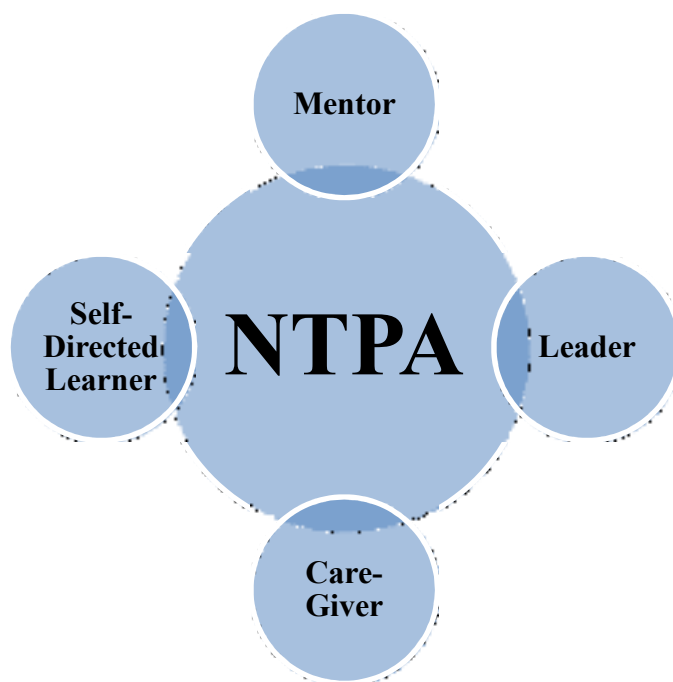 Mentor
Self-
Directed
Learner
NTPA
Leader
Care-
Giver